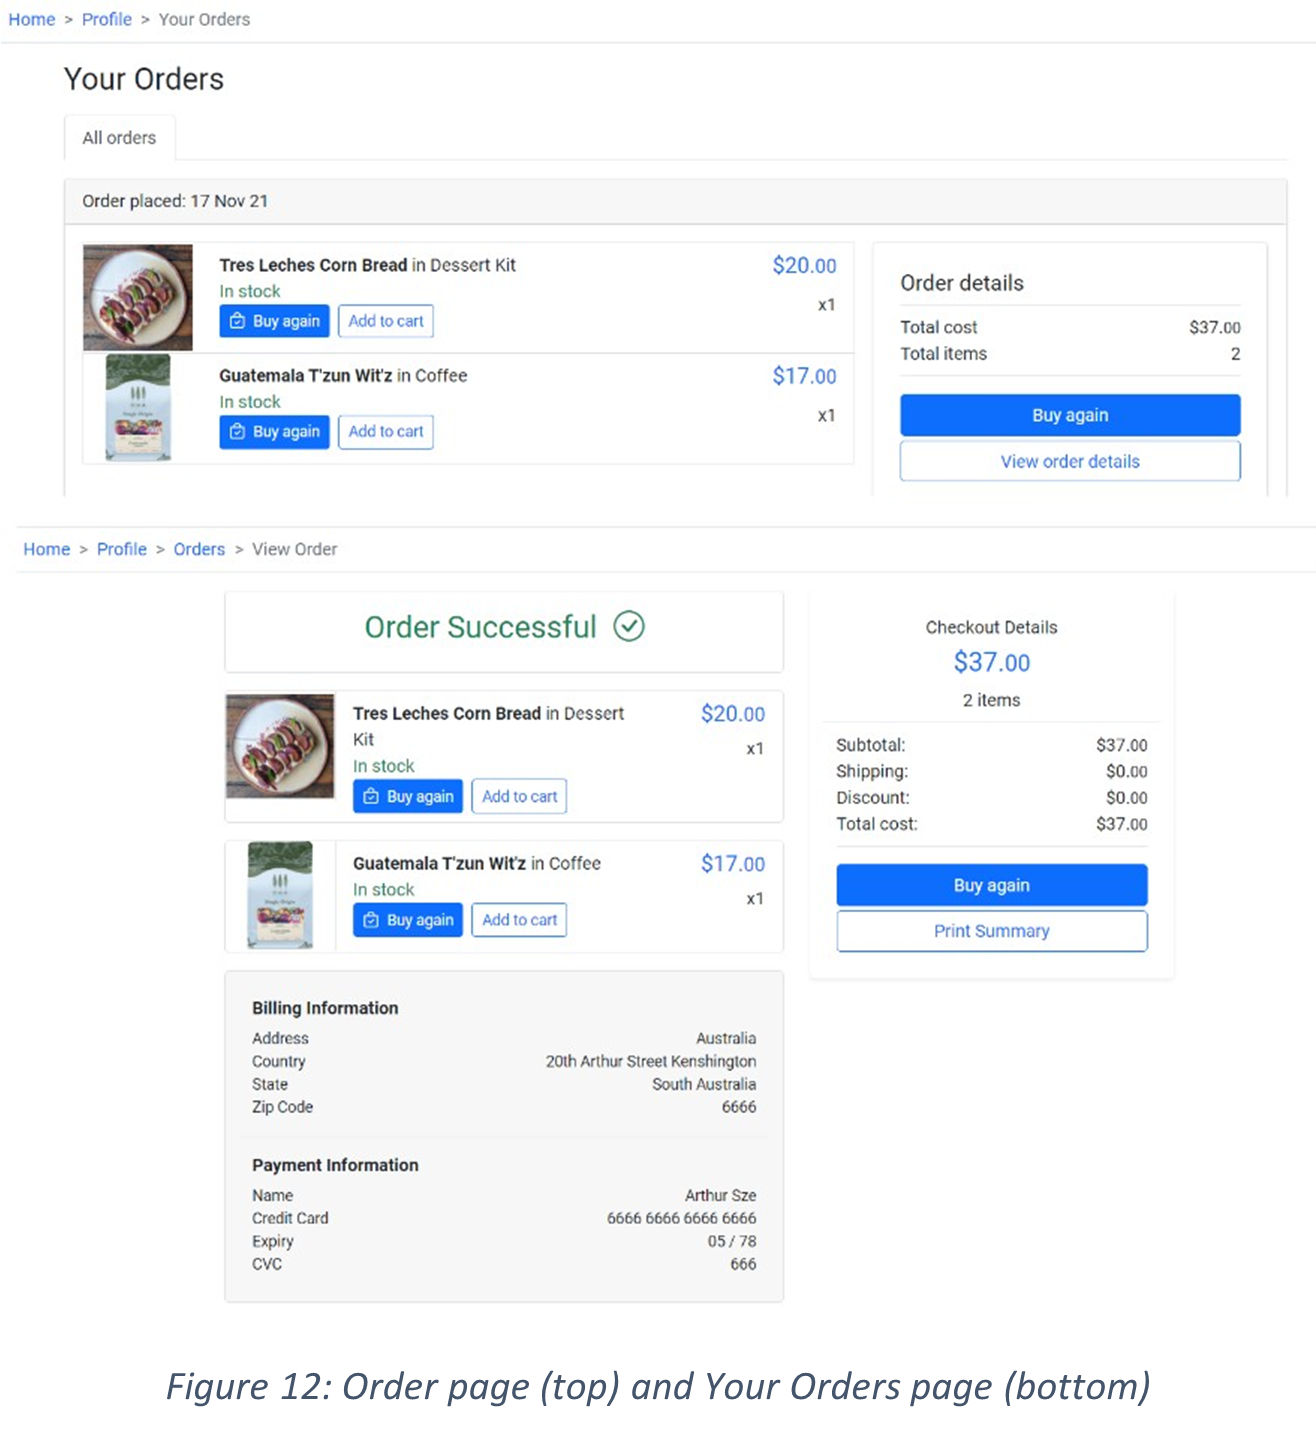 Home > Profile > Your Orders
Your Orders
All orders
Order placed: 17 Nov 21
Tres Leches Corn Bread in Dessert Kit
$20.00
In stock
x1
Buy again
Add to cart
Guatemala T'zun Wit'z in Coffee
$17.00
In stock
x1
Buy again
Add to cart
Order details
Total cost $37.00
Total items 2
Buy again
View order details
Home > Profile > Orders > View Order
Order Successful
Tres Leches Corn Bread in Dessert
Kit
$20.00
x1
In stock
Buy again
Add to cart
Guatemala T'zun Wit'z in Coffee
$17.00
In stock
x1
Buy again
Add to cart
Billing Information
Address Australia
Country 20th Arthur Street Kenshington
State South Australia
Zip Code 6666
Payment Information
Name Arthur Sze
Credit Card 6666 6666 6666 6666
Expiry 05 / 78
CVC 666
Checkout Details
$37.00
2 items
Subtotal: $37.00
Shipping: $0.00
Discount: $0.00
Total cost: $37.00
Buy again
Print Summary
Figure 12: Order page (top) and Your Orders page (bottom)